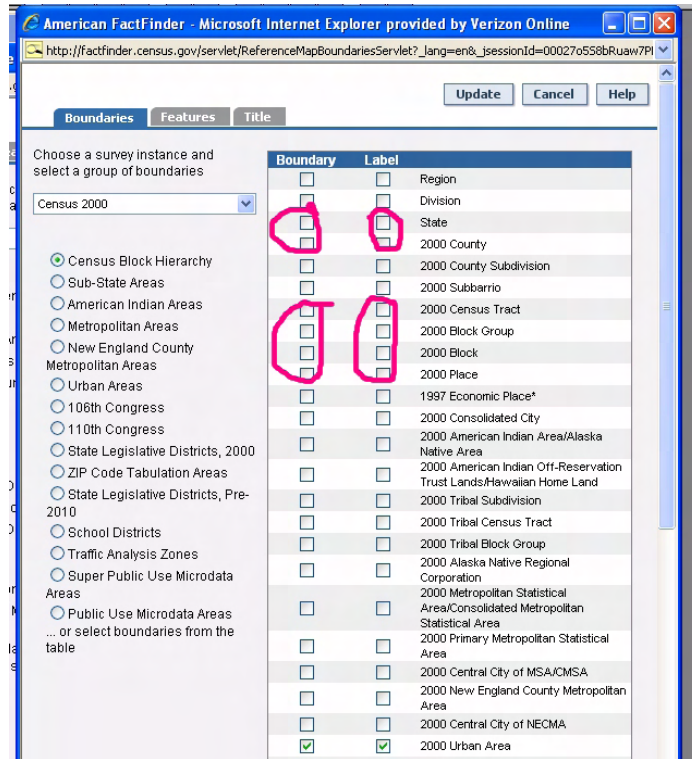 American FactFinder - Microsoft Internet Explorer provided by Verizon Online
http://factfinder.census.gov/servlet/ReferenceMapBoundariesServlet?_lang=en&_jsessionId=00027o5S8bRuaw7Pl
Update Cancel Help
Boundaries Features Title
Choose a survey instance and
select a group of boundaries
Census 2000
Census Block Hierarchy
Sub-State Areas
American Indian Areas
Metropolitan Areas
New England County
Metropolitan Areas
Urban Areas
106th Congress
110th Congress
State Legislative Districts, 2000
ZIP Code Tabulation Areas
State Legislative Districts, Pre-
2010
School Districts
Traffic Analysis Zones
Super Public Use Microdata
Areas
Public Use Microdata Areas
... or select boundaries from the
table
Boundary Label
Region
Division
State
2000 County
2000 County Subdivision
2000 Subbarrio
2000 Census Tract
2000 Block Group
2000 Block
2000 Place
1997 Economic Place*
2000 Consolidated City
2000 American Indian Area/Alaska
Native Area
2000 American Indian Off-Reservation
Trust Lands/Hawaiian Home Land
2000 Tribal Subdivision
2000 Tribal Census Tract
2000 Tribal Block Group
2000 Alaska Native Regional
Corporation
2000 Metropolitan Statistical
Area/Consolidated Metropolitan
Statistical Area
2000 Primary Metropolitan Statistical
Area
2000 Central City of MSA/CMSA
2000 New England County Metropolitan
Area
2000 Central City of NECMA
2000 Urban Area